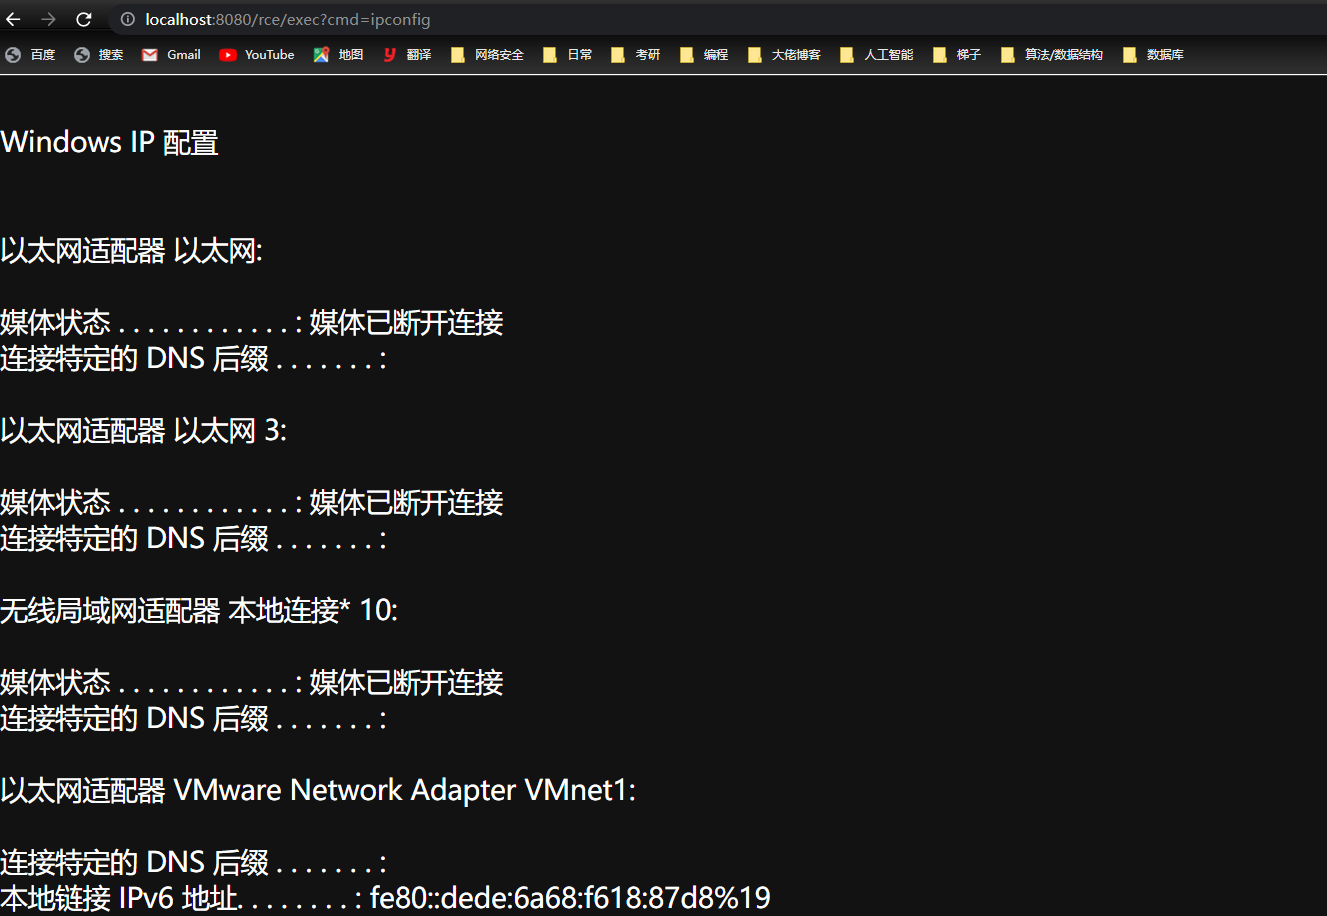 localhost:8080/rce/exec?cmd=ipconfig
百度 搜索 Gmail YouTube 地图 翻译 网络安全 日常 考研 编程 大佬博客 人工智能 梯子 算法/数据结构 数据库
Windows IP 配置
以太网适配器 以太网:
媒体状态 . . . . . . . . . . . . : 媒体已断开连接
连接特定的 DNS 后缀 . . . . . . . :
以太网适配器 以太网 3:
媒体状态 . . . . . . . . . . . . : 媒体已断开连接
连接特定的 DNS 后缀 . . . . . . . :
无线局域网适配器 本地连接* 10:
媒体状态 . . . . . . . . . . . . : 媒体已断开连接
连接特定的 DNS 后缀 . . . . . . . :
以太网适配器 VMware Network Adapter VMnet1:
连接特定的 DNS 后缀 . . . . . . . :
本地链接 IPv6 地址. . . . . . . . : fe80::dede:6a68:f618:87d8%19